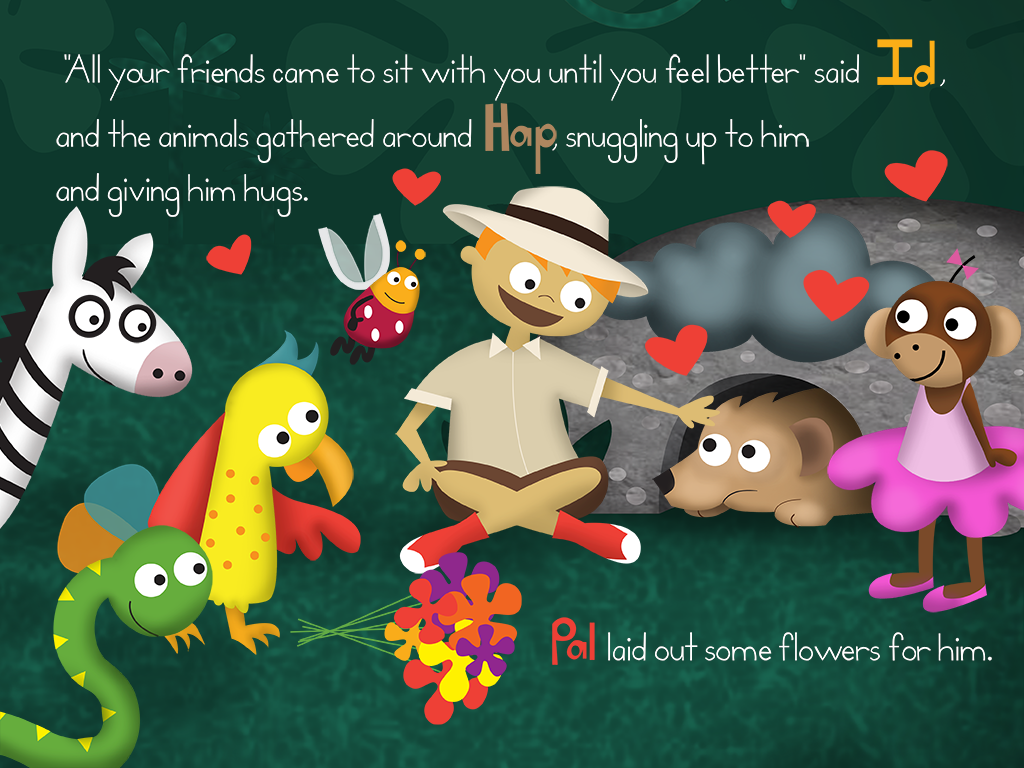 "All your friends came to sit with you until you feel better" said Id,
and the animals gathered around Hap, snuggling up to him
and giving him hugs.
Pal laid out some flowers for him.